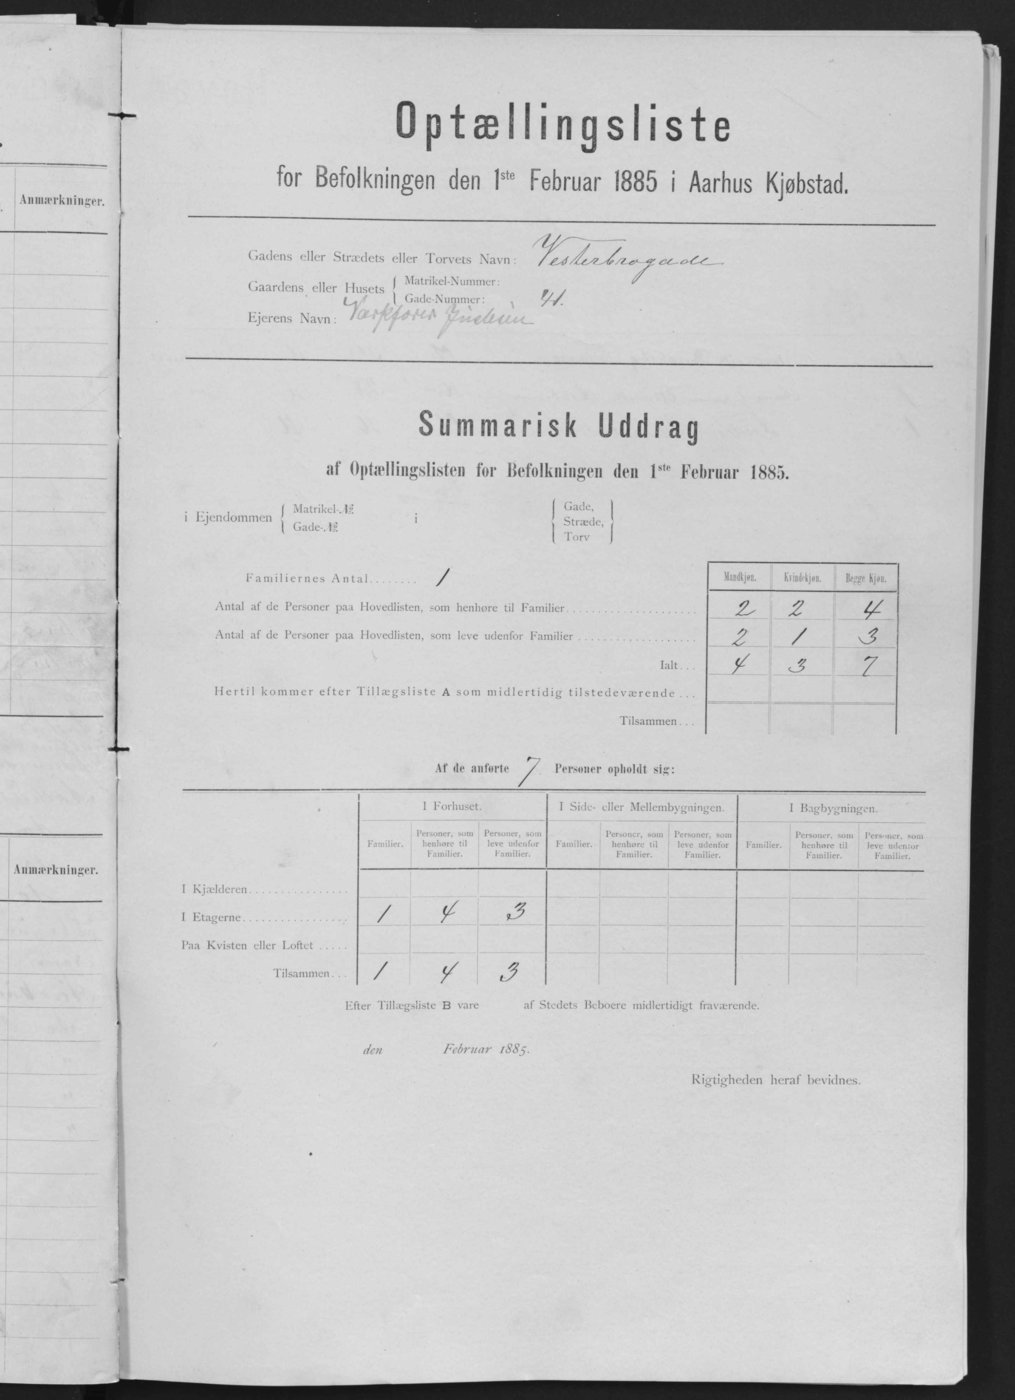 Anmærkninger.
Anmærkninger.
Optællingsliste
for Befolkningen den 1ste Februar 1885 i Aarhus Kjøbstad.
Gadens eller Strædets eller Torvets Navn: Vesterbrogade
Gaardens eller Husets { Matrikel-Nummer:
Gade-Nummer: 41.
Ejerens Navn: Værkfører
Summarisk Uddrag
af Optællingslisten for Befolkningen den 1ste Februar 1885.
i Ejendommen { Matrikel-№ i { Gade, }
Gade-№ Stræde,
Torv
Mandkjøn. Kvindekjøn. Begge Kjøn.
Familiernes Antal........ 1
Antal af de Personer paa Hovedlisten, som henhøre til Familier 2 2 4
Antal af de Personer paa Hovedlisten, som leve udenfor Familier 2 1 3
Ialt... 4 3 7
Hertil kommer efter Tillægsliste A som midlertidig tilstedeværende...
Tilsammen...
Af de anførte 7 Personer opholdt sig:
I Forhuset. I Side- eller Mellembygningen. I Bagbygningen.
Familier. Personer, som henhøre til Familier. Personer, som leve udenfor Familier. Familier. Personer, som henhøre til Familier. Personer, som leve udenfor Familier. Familier. Personer, som henhøre til Familier. Personer, som leve udenfor Familier.
I Kjælderen
I Etagerne 1 4 3
Paa Kvisten eller Loftet
Tilsammen... 1 4 3
Efter Tillægsliste B vare af Stedets Beboere midlertidigt fraværende.
den Februar 1885.
Rigtigheden heraf bevidnes.